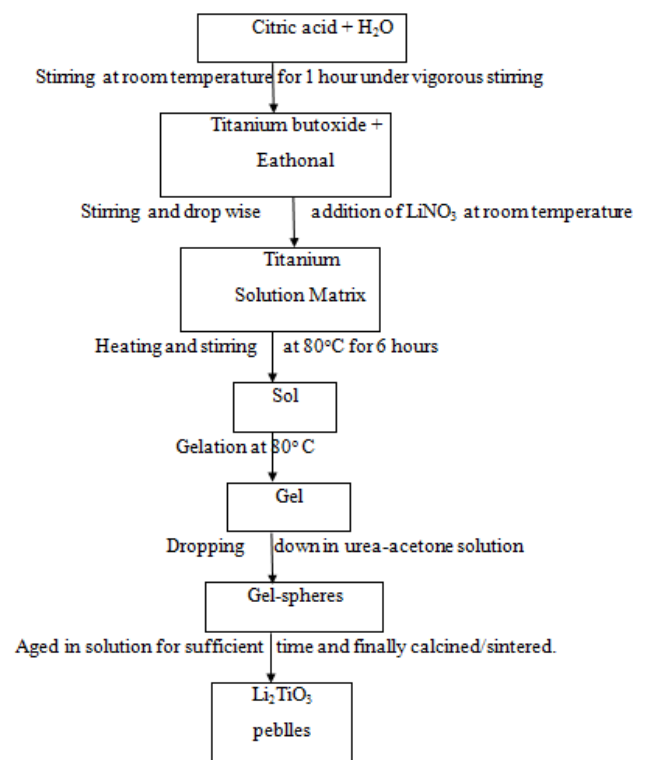 Citric acid + H₂O
Stirring at room temperature for 1 hour under vigorous stirring
Titanium butoxide +
Eathonal
Stirring and drop wise addition of LiNO₃ at room temperature
Titanium
Solution Matrix
Heating and stirring at 80°C for 6 hours
Sol
Gelation at 80° C
Gel
Dropping down in urea-acetone solution
Gel-spheres
Aged in solution for sufficient time and finally calcined/sintered.
Li₂TiO₃
peblles